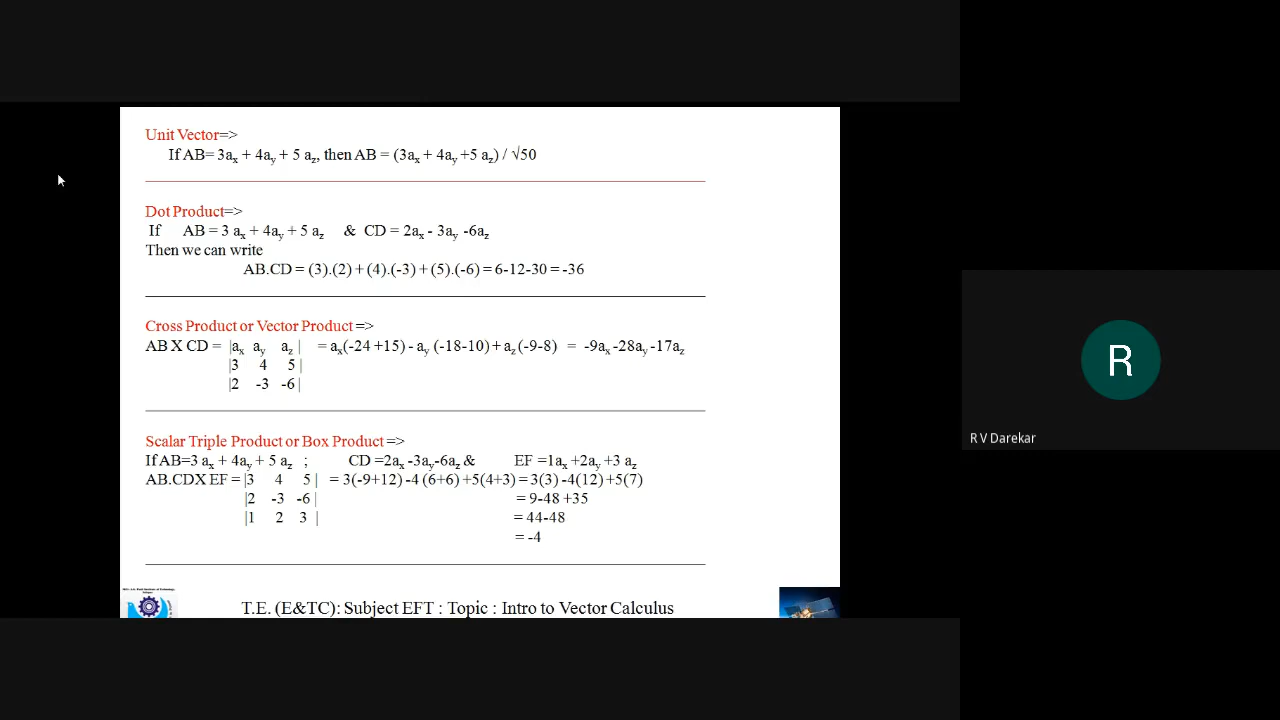 Unit Vector=>
If AB= 3ax + 4ay + 5 az, then AB = (3ax + 4ay +5 az) / √50
Dot Product=>
If AB = 3 ax + 4ay + 5 az & CD = 2ax - 3ay -6az
Then we can write
AB.CD = (3).(2) + (4).(-3) + (5).(-6) = 6-12-30 = -36
Cross Product or Vector Product =>
AB X CD = |ax ay az | = ax(-24 +15) - ay (-18-10) + az (-9-8) = -9ax -28ay -17az
|3 4 5 |
|2 -3 -6 |
Scalar Triple Product or Box Product =>
If AB=3 ax + 4ay + 5 az ; CD =2ax -3ay-6az & EF =1ax +2ay +3 az
AB.CDX EF = |3 4 5 | = 3(-9+12) -4 (6+6) +5(4+3) = 3(3) -4(12) +5(7)
|2 -3 -6 | = 9-48 +35
|1 2 3 | = 44-48
= -4
T.E. (E&TC): Subject EFT : Topic : Intro to Vector Calculus
R
R V Darekar